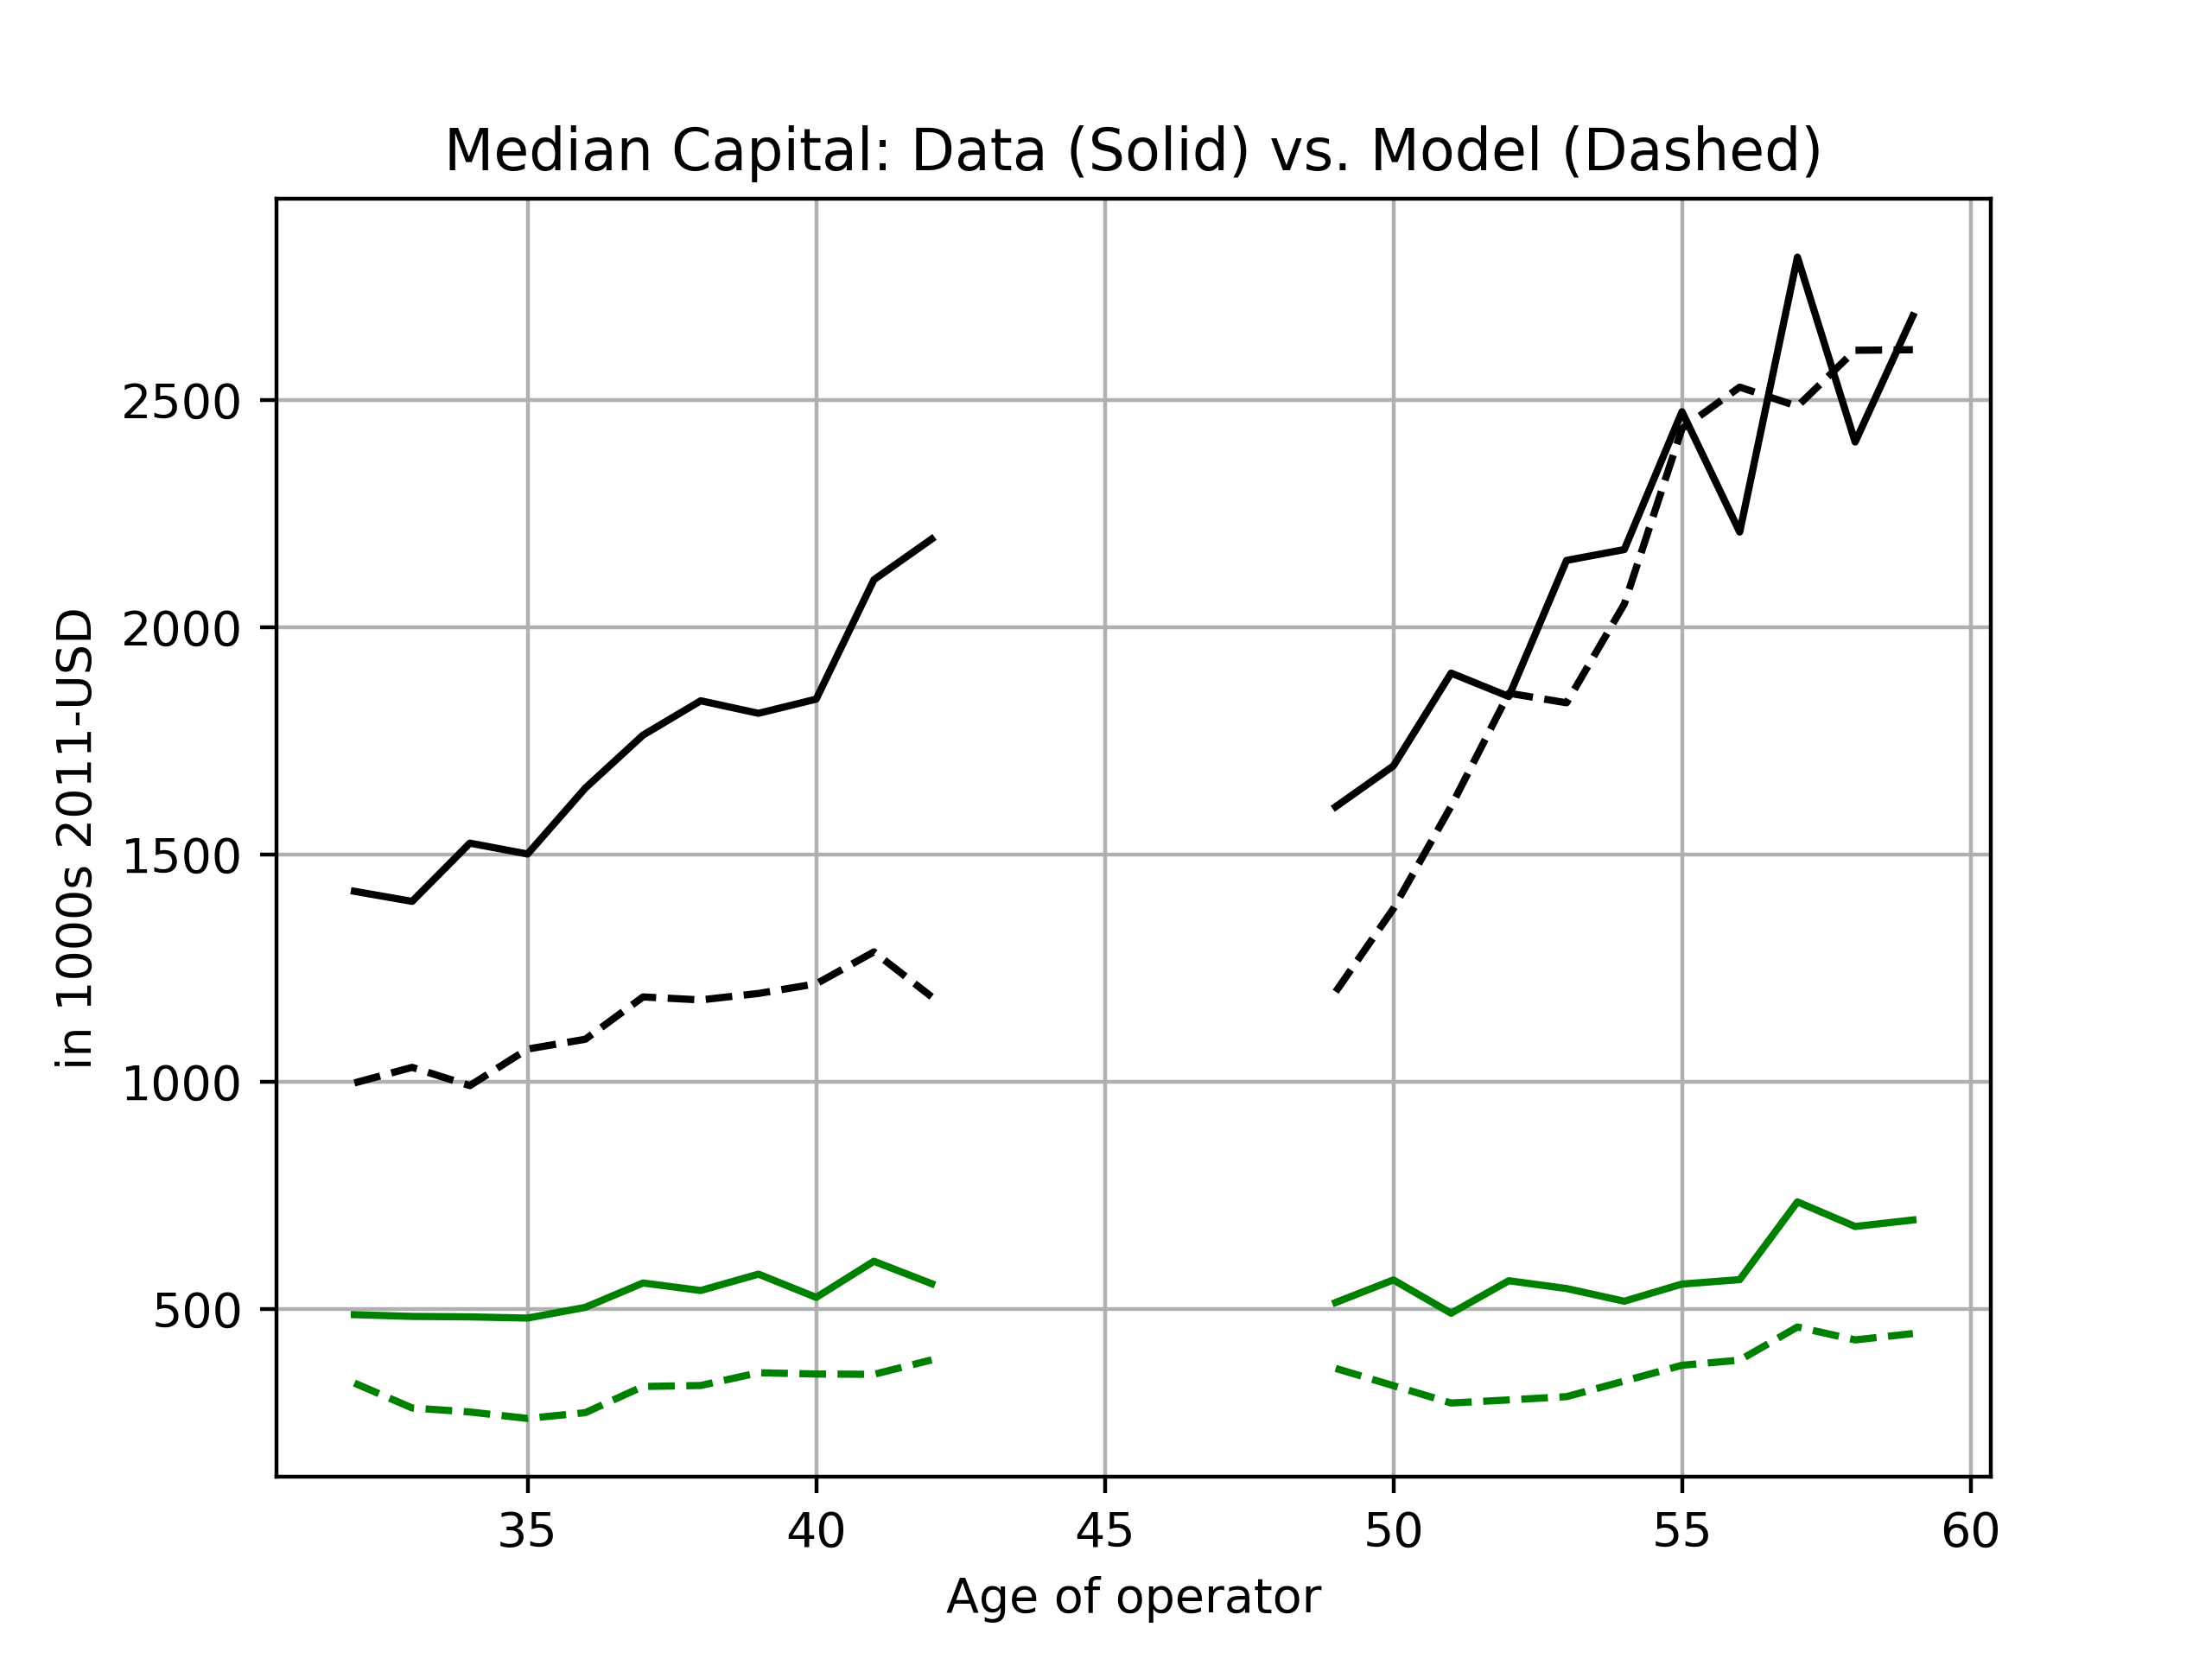 Median Capital: Data (Solid) vs. Model (Dashed)
in 1000s 2011-USD
2500
2000
1500
1000
500
35 40 45 50 55 60
Age of operator